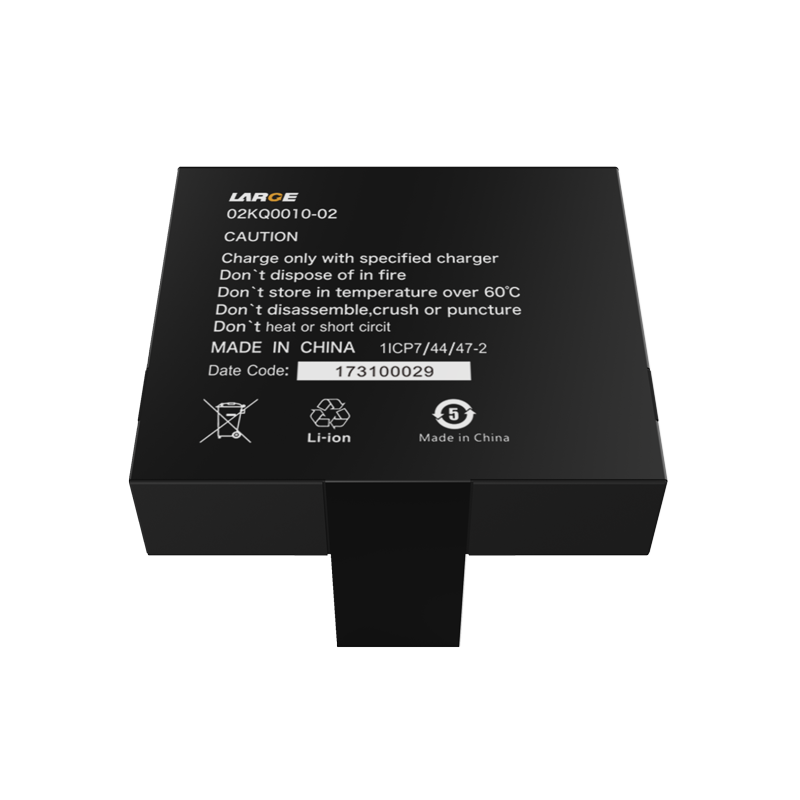 LARGE
02KQ0010-02
CAUTION
Charge only with specified charger
Don`t dispose of in fire
Don`t store in temperature over 60℃
Don`t disassemble,crush or puncture
Don`t heat or short circit
MADE IN CHINA 1ICP7/44/47-2
Date Code: 173100029
5
Li-ion
Made in China